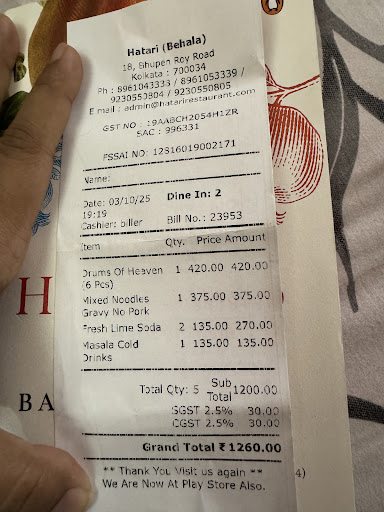 Hatari (Behala)
18, Bhupen Roy Road
Kolkata : 700034
Ph : 8961043333 / 8961053339 /
9230550804 / 9230550805
E mail : admin@hatarirestaurant.com
GST NO : 19AABCH2054H1ZR
SAC : 996331
FSSAI NO: 12816019002171
Name:
Date: 03/10/25 Dine In: 2
19:19
Cashier: biller Bill No.: 23953
Item Qty. Price Amount
Drums Of Heaven 1 420.00 420.00
(6 Pcs)
Mixed Noodles 1 375.00 375.00
Gravy No Pork
Fresh Lime Soda 2 135.00 270.00
Masala Cold 1 135.00 135.00
Drinks
Total Qty: 5 Sub Total 1200.00
SGST 2.5% 30.00
CGST 2.5% 30.00
Grand Total ₹1260.00
** Thank You Visit us again **
We Are Now At Play Store Also.
H
BA
4)